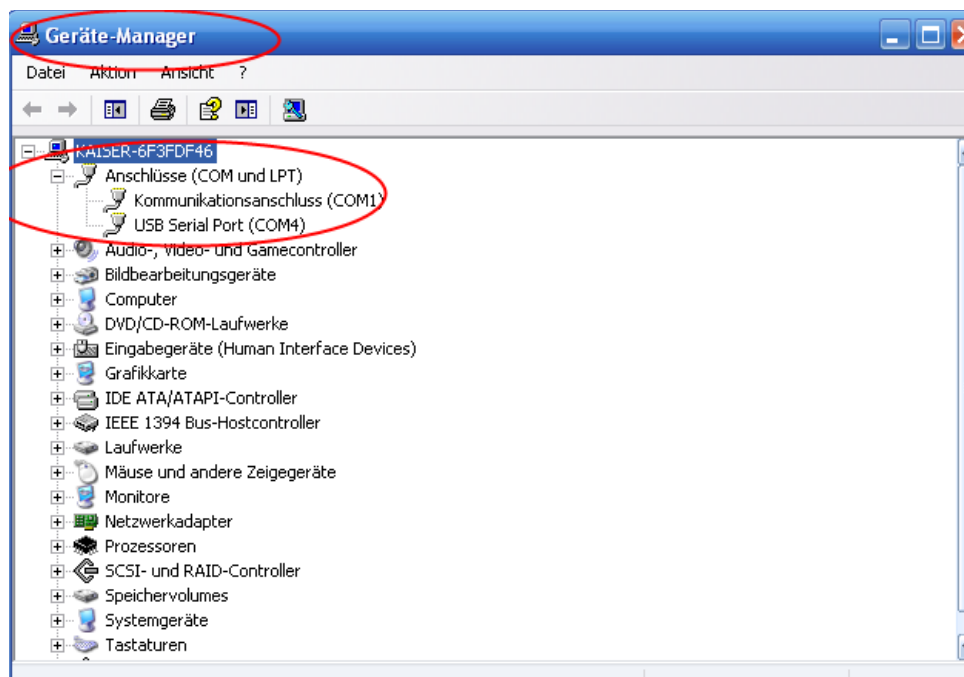 Geräte-Manager
Datei Aktion Ansicht ?
KAISER-6F3FDF46
Anschlüsse (COM und LPT)
Kommunikationsanschluss (COM1)
USB Serial Port (COM4)
Audio-, Video- und Gamecontroller
Bildbearbeitungsgeräte
Computer
DVD/CD-ROM-Laufwerke
Eingabegeräte (Human Interface Devices)
Grafikkarte
IDE ATA/ATAPI-Controller
IEEE 1394 Bus-Hostcontroller
Laufwerke
Mäuse und andere Zeigegeräte
Monitore
Netzwerkadapter
Prozessoren
SCSI- und RAID-Controller
Speichervolumes
Systemgeräte
Tastaturen